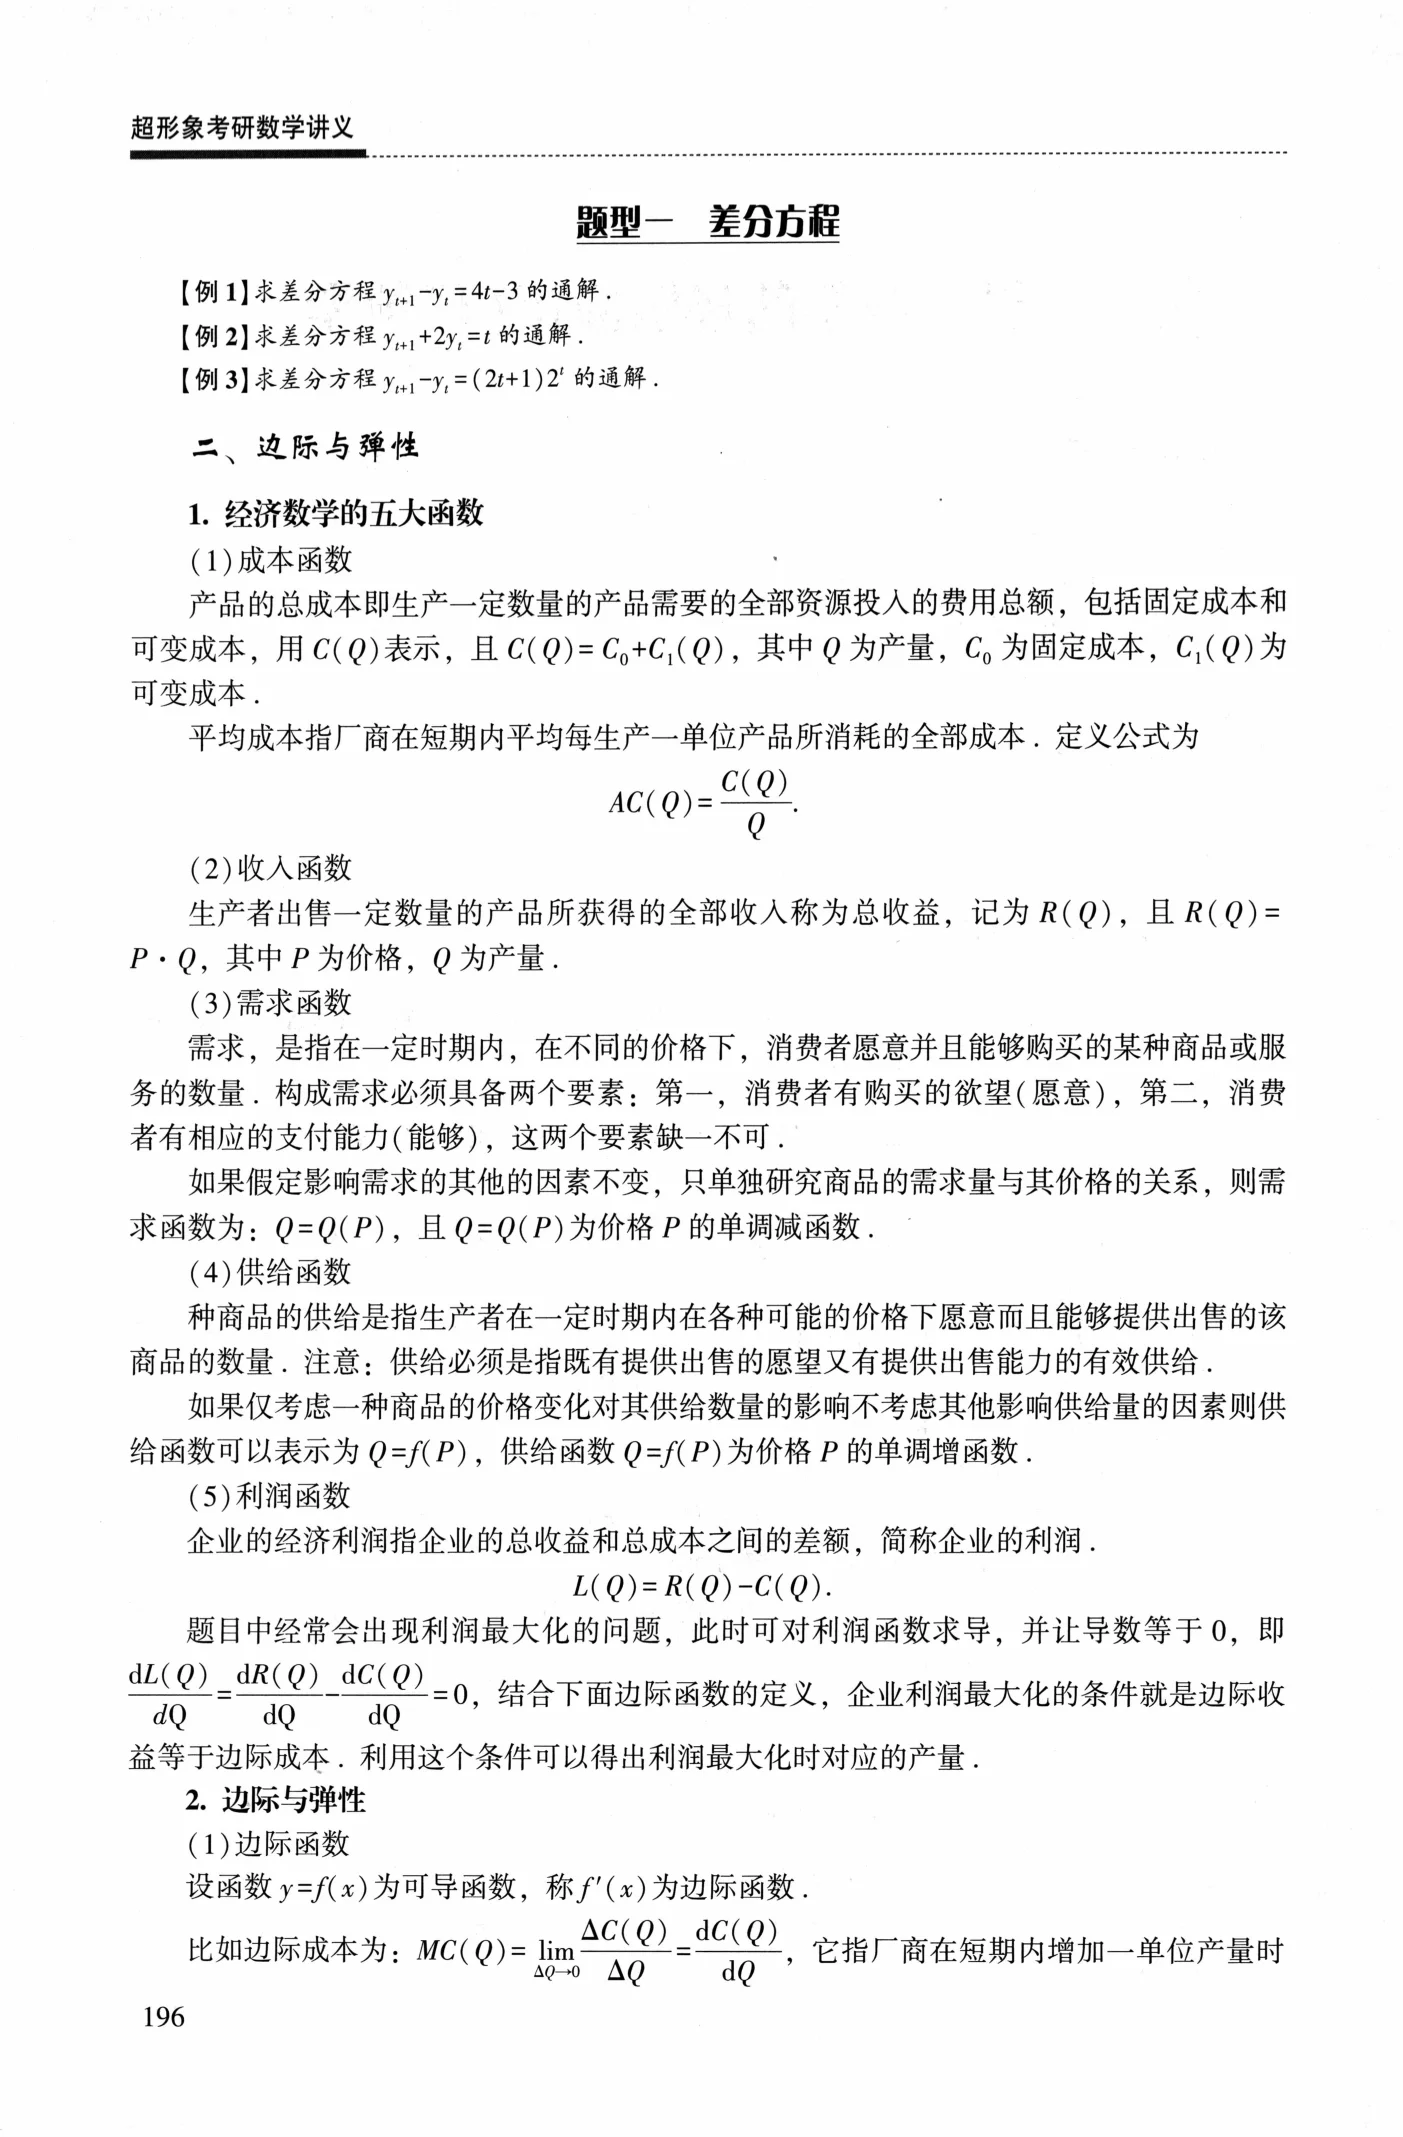 超形象考研数学讲义
题型一 差分方程
【例1】求差分方程 yₜ₊₁-yₜ=4t-3 的通解.
【例2】求差分方程 yₜ₊₁+2yₜ=t 的通解.
【例3】求差分方程 yₜ₊₁-yₜ=(2t+1)2ᵗ 的通解.
二、边际与弹性
1. 经济数学的五大函数
(1)成本函数
产品的总成本即生产一定数量的产品需要的全部资源投入的费用总额，包括固定成本和
可变成本，用 C(Q)表示，且 C(Q)= C₀+C₁(Q)，其中 Q 为产量，C₀ 为固定成本，C₁(Q)为
可变成本.
平均成本指厂商在短期内平均每生产一单位产品所消耗的全部成本. 定义公式为
AC(Q)= C(Q)/Q.
(2)收入函数
生产者出售一定数量的产品所获得的全部收入称为总收益，记为 R(Q)，且 R(Q)=
P·Q，其中 P 为价格，Q 为产量.
(3)需求函数
需求，是指在一定时期内，在不同的价格下，消费者愿意并且能够购买的某种商品或服
务的数量. 构成需求必须具备两个要素：第一，消费者有购买的欲望(愿意)，第二，消费
者有相应的支付能力(能够)，这两个要素缺一不可.
如果假定影响需求的其他的因素不变，只单独研究商品的需求量与其价格的关系，则需
求函数为：Q=Q(P)，且 Q=Q(P)为价格 P 的单调减函数.
(4)供给函数
种商品的供给是指生产者在一定时期内在各种可能的价格下愿意而且能够提供出售的该
商品的数量. 注意：供给必须是指既有提供出售的愿望又有提供出售能力的有效供给.
如果仅考虑一种商品的价格变化对其供给数量的影响不考虑其他影响供给量的因素则供
给函数可以表示为 Q=f(P)，供给函数 Q=f(P)为价格 P 的单调增函数.
(5)利润函数
企业的经济利润指企业的总收益和总成本之间的差额，简称企业的利润.
L(Q)= R(Q)-C(Q).
题目中经常会出现利润最大化的问题，此时可对利润函数求导，并让导数等于 0，即
dL(Q)/dQ=dR(Q)/dQ-dC(Q)/dQ=0，结合下面边际函数的定义，企业利润最大化的条件就是边际收
益等于边际成本. 利用这个条件可以得出利润最大化时对应的产量.
2. 边际与弹性
(1)边际函数
设函数 y=f(x)为可导函数，称 f′(x)为边际函数.
比如边际成本为：MC(Q)= lim ΔQ→0 ΔC(Q)/ΔQ=dC(Q)/dQ，它指厂商在短期内增加一单位产量时
196